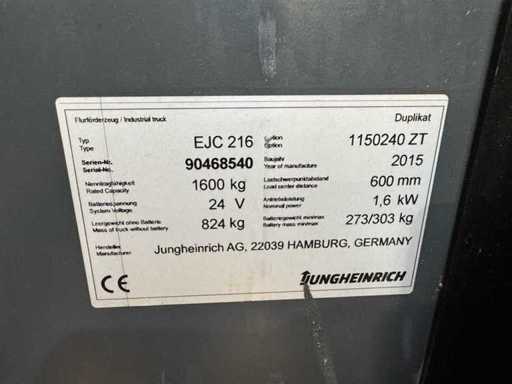 Flurförderzeug / Industrial truck Duplikat
Typ EJC 216 Option 1150240 ZT
Type Option
Serien-Nr. 90468540 Baujahr 2015
Serial-No. Year of manufacture
Nenntragfähigkeit 1600 kg Lastschwerpunktabstand 600 mm
Rated Capacity Load center distance
Batteriespannung 24 V Antriebsleistung 1,6 kW
System Voltage Nominal power
Leergewicht ohne Batterie 824 kg Batteriegewicht min/max 273/303 kg
Mass of truck without battery Battery mass min/max
Hersteller Jungheinrich AG, 22039 HAMBURG, GERMANY
Manufacturer
CE JUNGHEINRICH